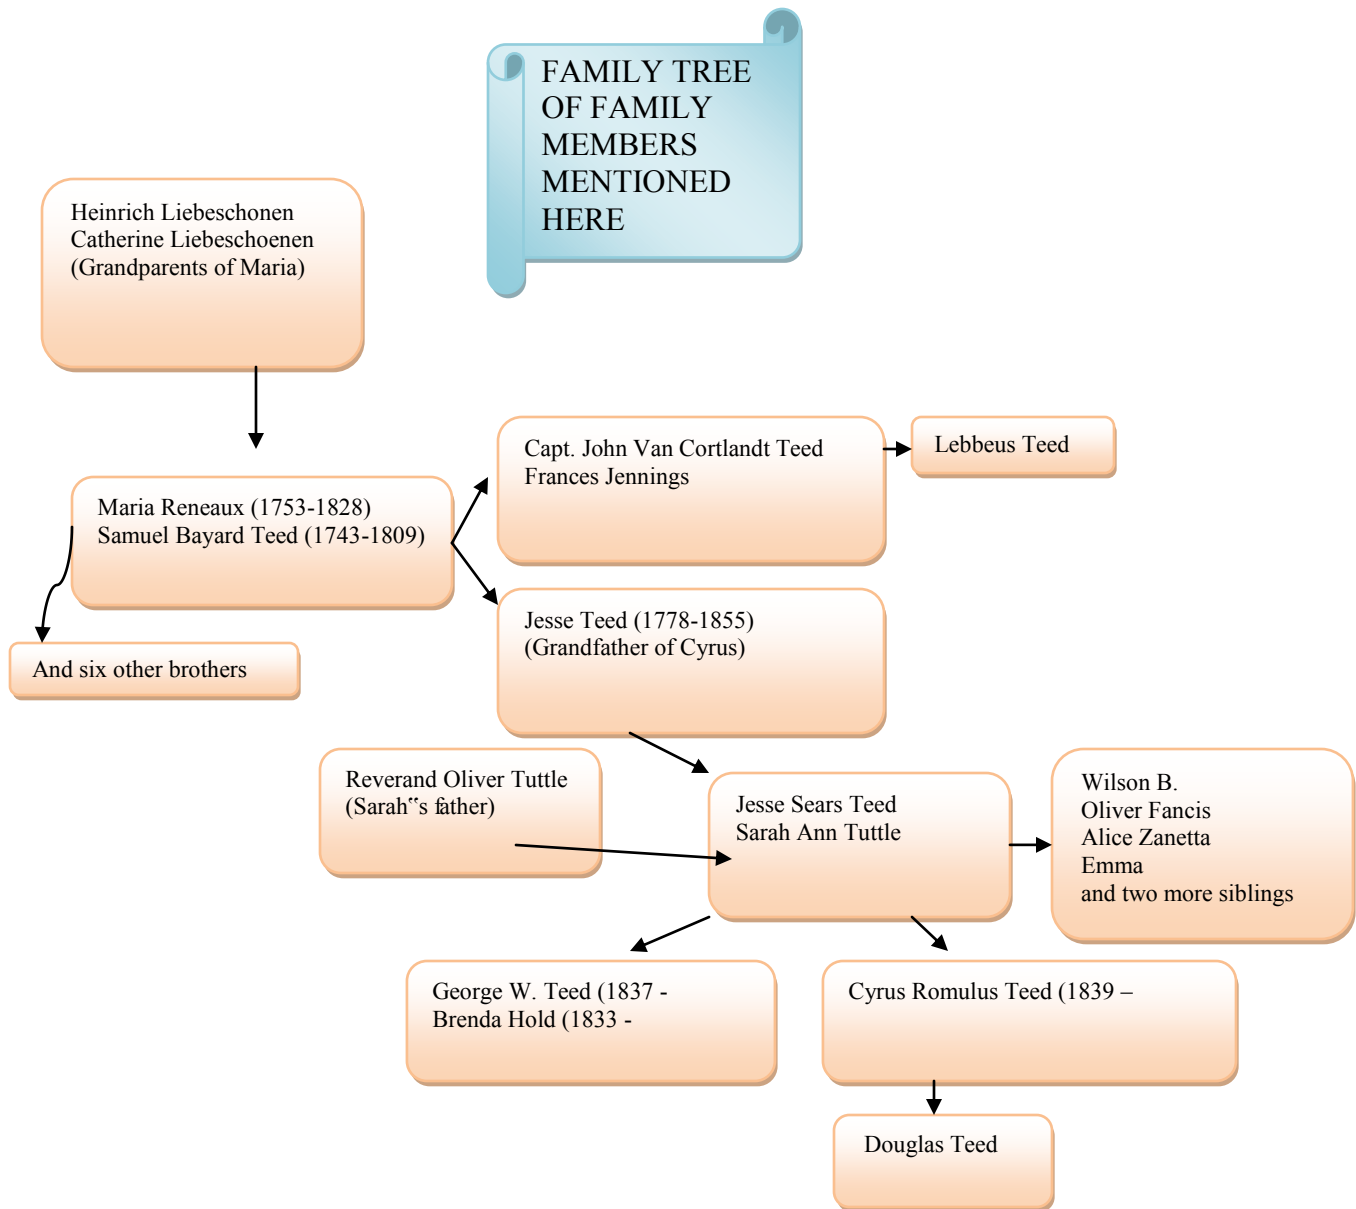 FAMILY TREE
OF FAMILY
MEMBERS
MENTIONED
HERE
Heinrich Liebeschonen
Catherine Liebeschoenen
(Grandparents of Maria)
Capt. John Van Cortlandt Teed
Frances Jennings
Lebbeus Teed
Maria Reneaux (1753-1828)
Samuel Bayard Teed (1743-1809)
And six other brothers
Jesse Teed (1778-1855)
(Grandfather of Cyrus)
Reverand Oliver Tuttle
(Sarah‟s father)
Jesse Sears Teed
Sarah Ann Tuttle
Wilson B.
Oliver Fancis
Alice Zanetta
Emma
and two more siblings
George W. Teed (1837 -
Brenda Hold (1833 -
Cyrus Romulus Teed (1839 –
Douglas Teed